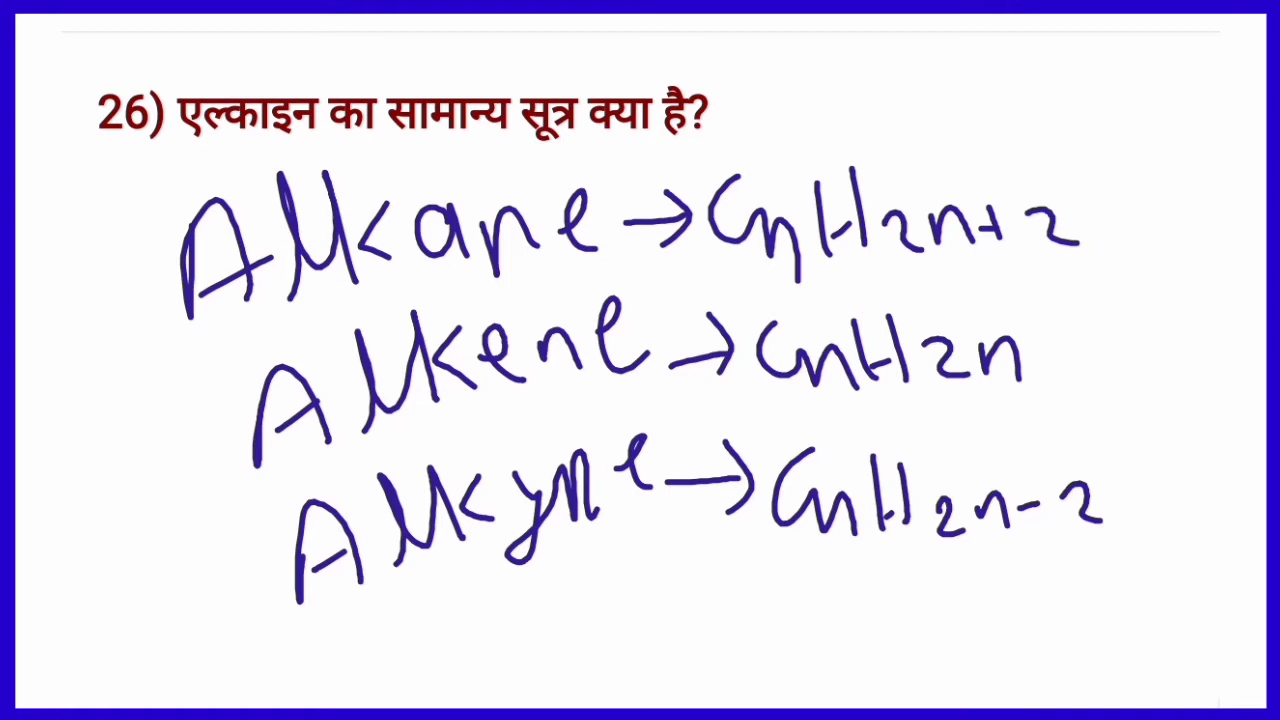 26) एल्काइन का सामान्य सूत्र क्या है?
Alkane → CnH2n+2
Alkene → CnH2n
Alkyne → CnH2n-2